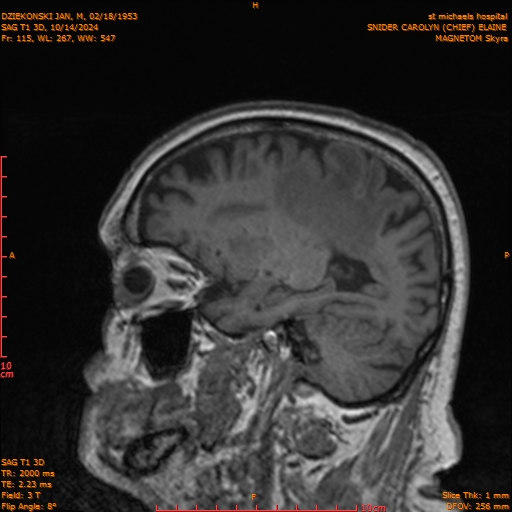 H
DZIEKONSKI JAN, M, 02/18/1953
SAG T1 3D, 10/14/2024
Fr: 115, WL: 267, WW: 547
st michaels hospital
SNIDER CAROLYN (CHIEF) ELAINE
MAGNETOM Skyra
A
P
10
cm
SAG T1 3D
TR: 2000 ms
TE: 2.23 ms
Field: 3 T
Flip Angle: 8°
F
10cm
Slice Thk: 1 mm
DFOV: 256 mm